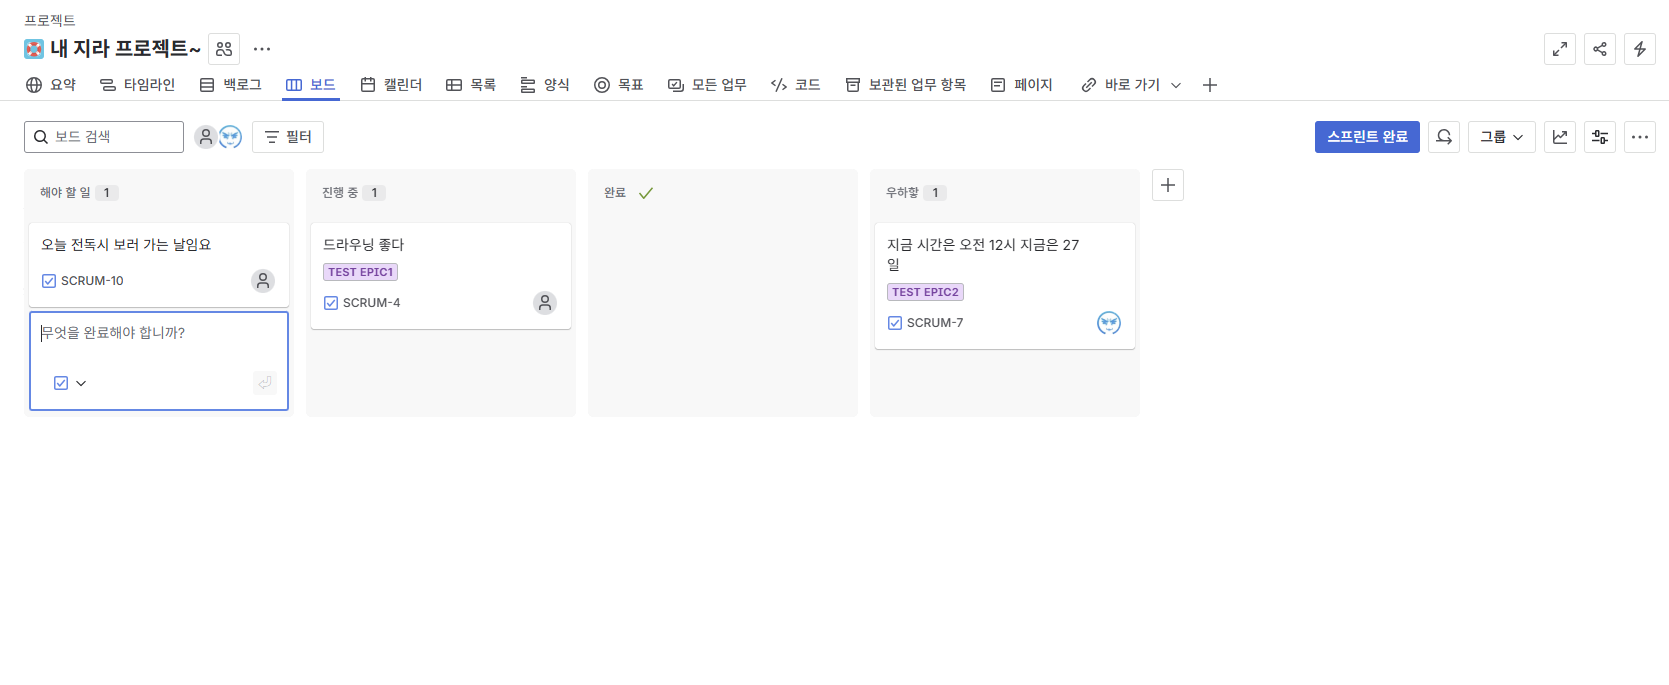 프로젝트
내 지라 프로젝트~
요약 타임라인 백로그 보드 캘린더 목록 양식 목표 모든 업무 코드 보관된 업무 항목 페이지 바로 가기
보드 검색 필터 스프린트 완료 그룹
해야 할 일 1
오늘 전독시 보러 가는 날임요
SCRUM-10
무엇을 완료해야 합니까?
진행 중 1
드라우닝 좋다
TEST EPIC1
SCRUM-4
완료
우하핳 1
지금 시간은 오전 12시 지금은 27
일
TEST EPIC2
SCRUM-7